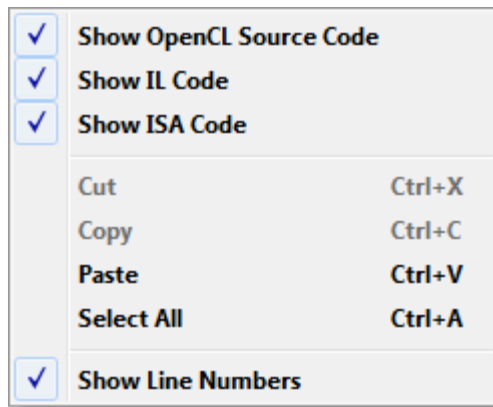 Show OpenCL Source Code
Show IL Code
Show ISA Code
Cut Ctrl+X
Copy Ctrl+C
Paste Ctrl+V
Select All Ctrl+A
Show Line Numbers